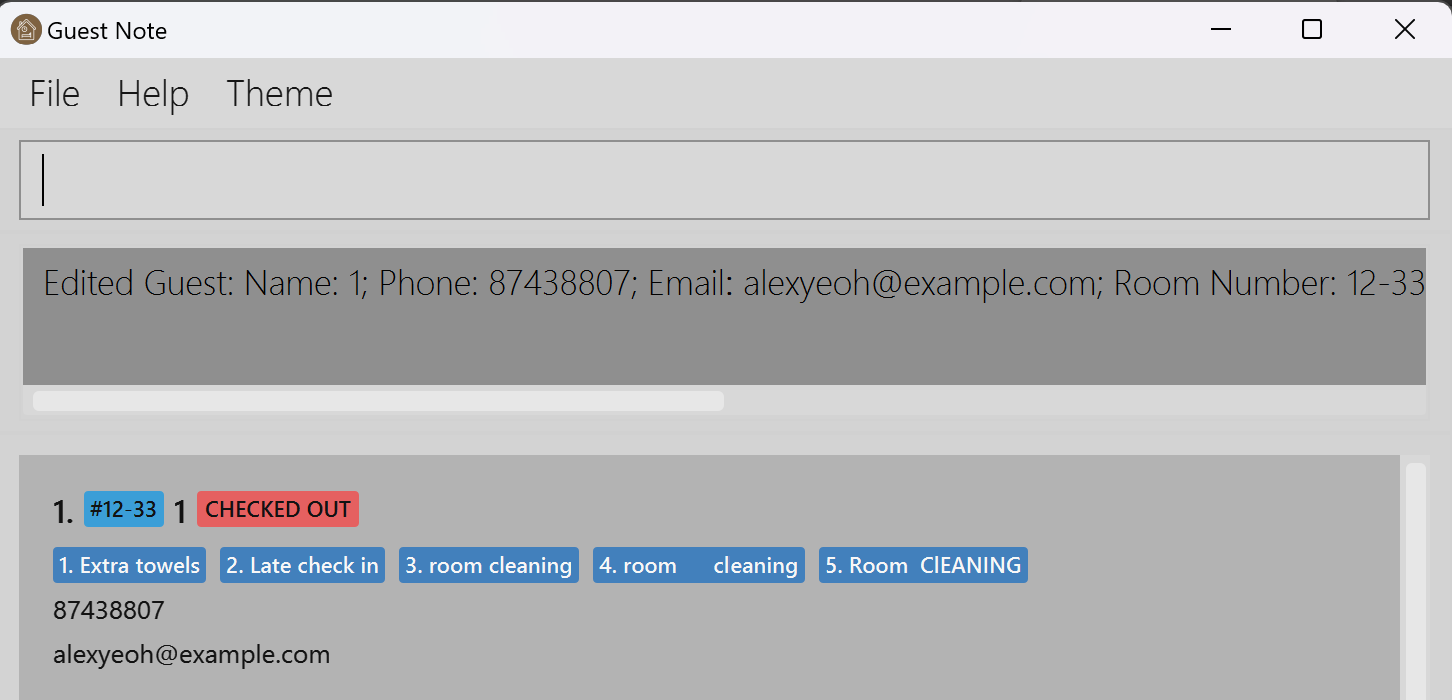 Guest Note
File Help Theme
Edited Guest: Name: 1; Phone: 87438807; Email: alexyeoh@example.com; Room Number: 12-33
1. #12-33 1 CHECKED OUT
1. Extra towels 2. Late check in 3. room cleaning 4. room      cleaning 5. Room  ClEANING
87438807
alexyeoh@example.com